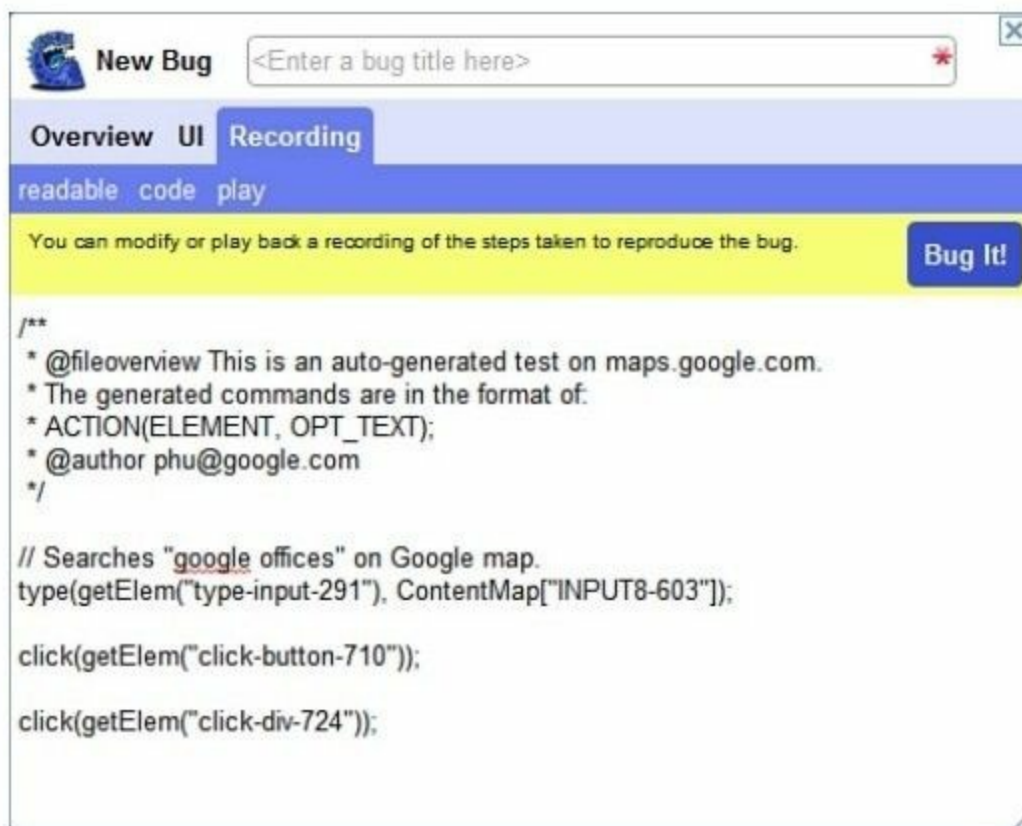 New Bug <Enter a bug title here> *
Overview UI Recording
readable code play
You can modify or play back a recording of the steps taken to reproduce the bug.
Bug It!
/**
* @fileoverview This is an auto-generated test on maps.google.com.
* The generated commands are in the format of:
* ACTION(ELEMENT, OPT_TEXT);
* @author phu@google.com
*/
// Searches "google offices" on Google map.
type(getElem("type-input-291"), ContentMap["INPUT8-603"]);
click(getElem("click-button-710"));
click(getElem("click-div-724"));